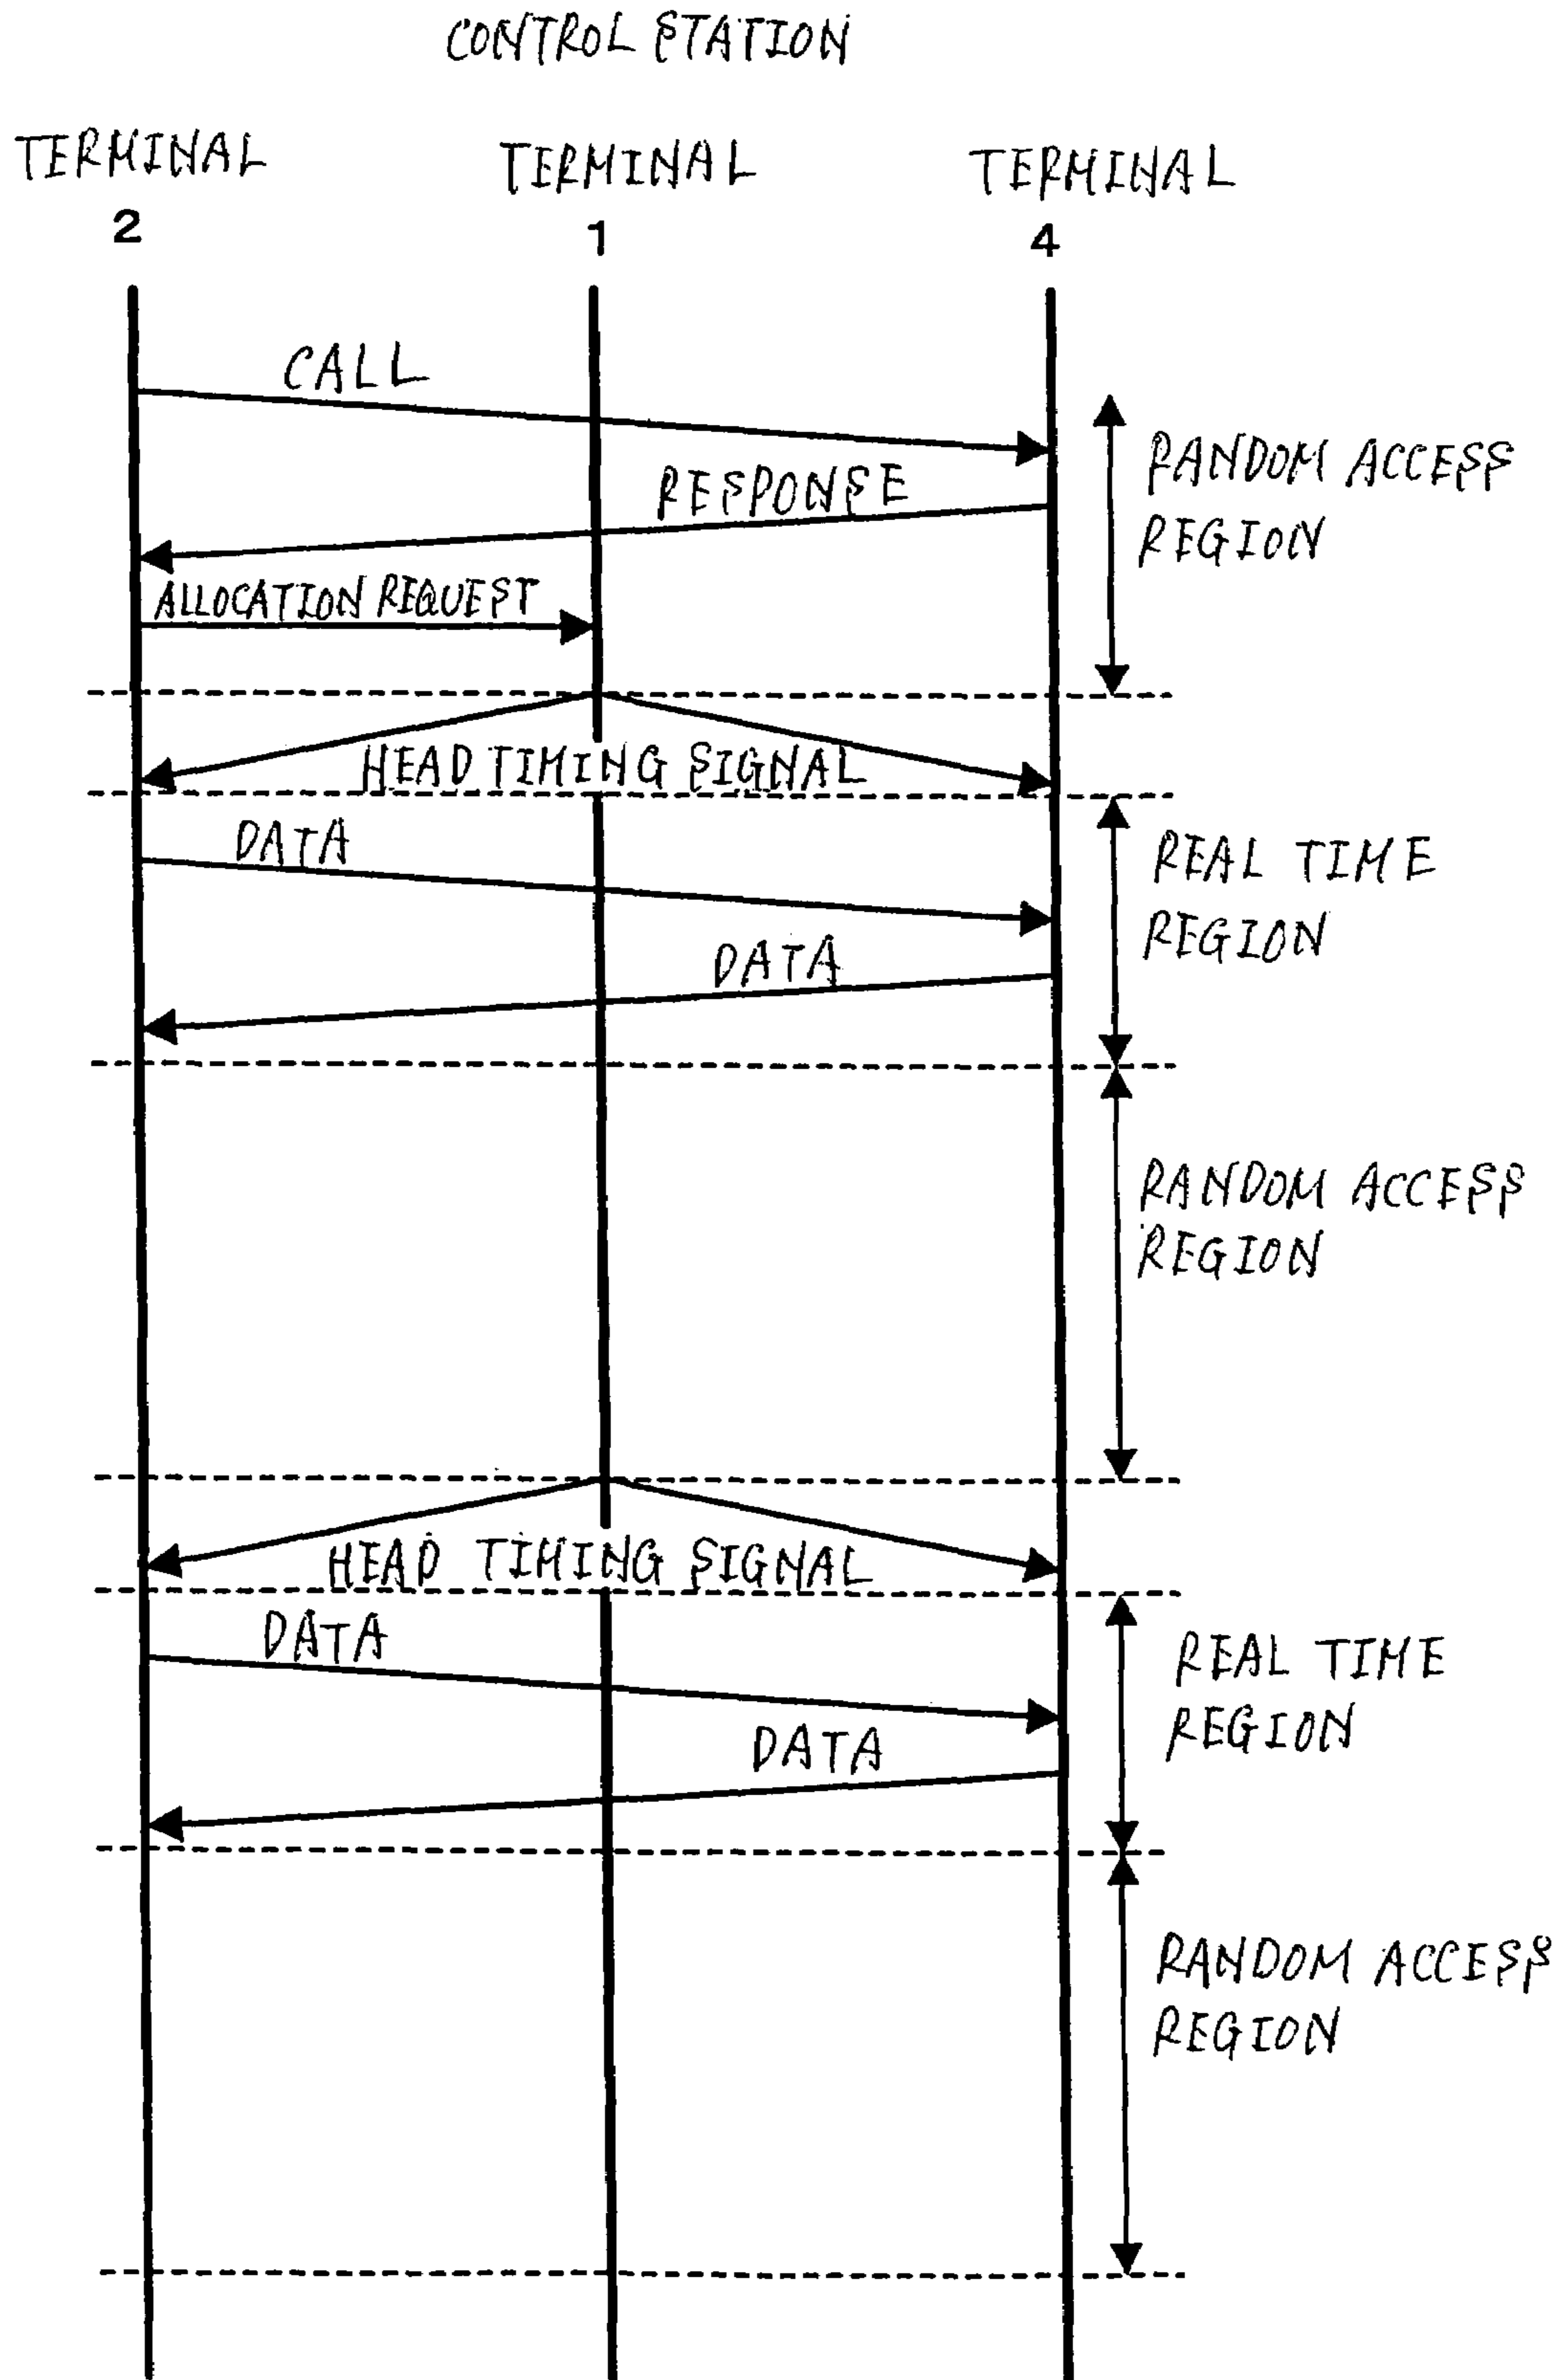 CONTROL STATION
TERMINAL
2
TERMINAL
1
TERMINAL
4
CALL
RESPONSE
RANDOM ACCESS
REGION
ALLOCATION REQUEST
HEAD TIMING SIGNAL
DATA
DATA
REAL TIME
REGION
RANDOM ACCESS
REGION
HEAD TIMING SIGNAL
DATA
DATA
REAL TIME
REGION
RANDOM ACCESS
REGION